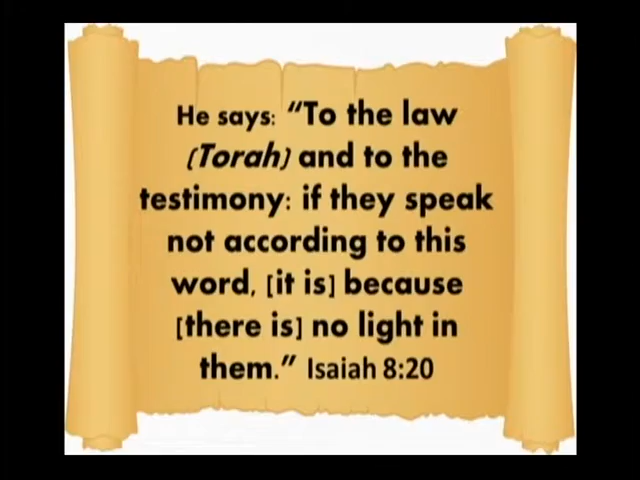 He says: “To the law
(Torah) and to the
testimony: if they speak
not according to this
word, [it is] because
[there is] no light in
them.” Isaiah 8:20